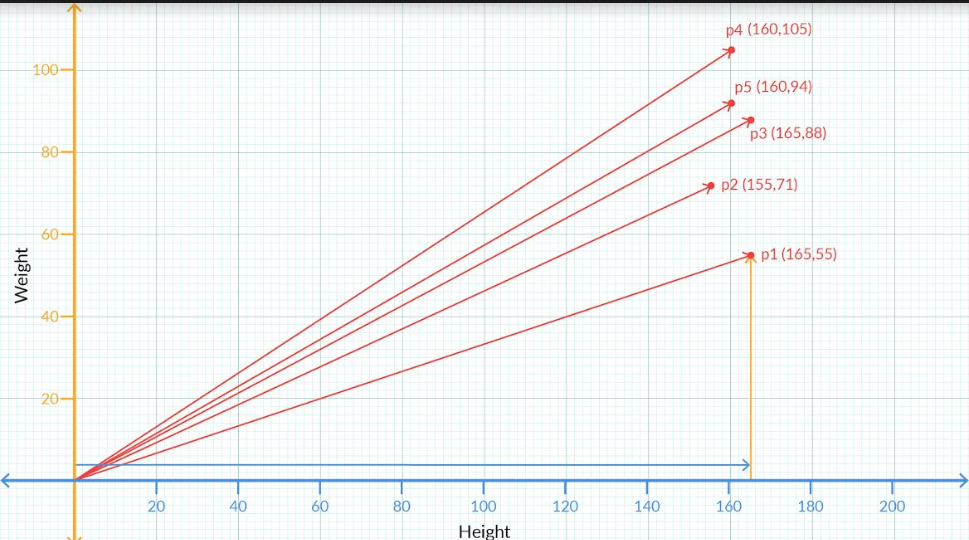 p4 (160,105)
100
p5 (160,94)
p3 (165,88)
80
p2 (155,71)
60
p1 (165,55)
Weight
40
20
20 40 60 80 100 120 140 160 180 200
Height